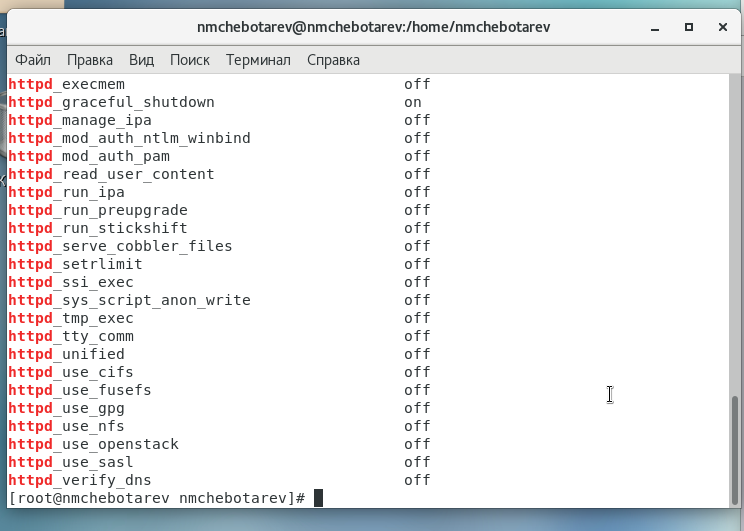 nmchebotarev@nmchebotarev:/home/nmchebotarev
Файл Правка Вид Поиск Терминал Справка
httpd_execmem off
httpd_graceful_shutdown on
httpd_manage_ipa off
httpd_mod_auth_ntlm_winbind off
httpd_mod_auth_pam off
httpd_read_user_content off
httpd_run_ipa off
httpd_run_preupgrade off
httpd_run_stickshift off
httpd_serve_cobbler_files off
httpd_setrlimit off
httpd_ssi_exec off
httpd_sys_script_anon_write off
httpd_tmp_exec off
httpd_tty_comm off
httpd_unified off
httpd_use_cifs off
httpd_use_fusefs off
httpd_use_gpg off
httpd_use_nfs off
httpd_use_openstack off
httpd_use_sasl off
httpd_verify_dns off
[root@nmchebotarev nmchebotarev]#